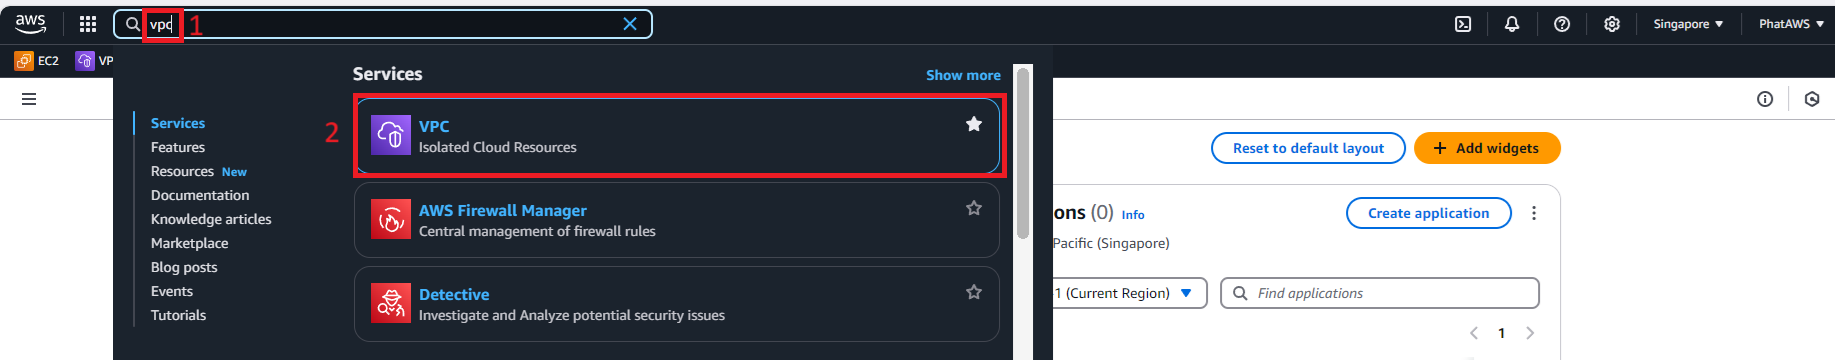 aws
vpc
1
Singapore
PhatAWS
EC2
VP
Services
Show more
Services
Features
Resources New
Documentation
Knowledge articles
Marketplace
Blog posts
Events
Tutorials
2
VPC
Isolated Cloud Resources
AWS Firewall Manager
Central management of firewall rules
Detective
Investigate and Analyze potential security issues
Reset to default layout
+ Add widgets
ons (0) Info
Create application
Pacific (Singapore)
1 (Current Region)
Find applications
1